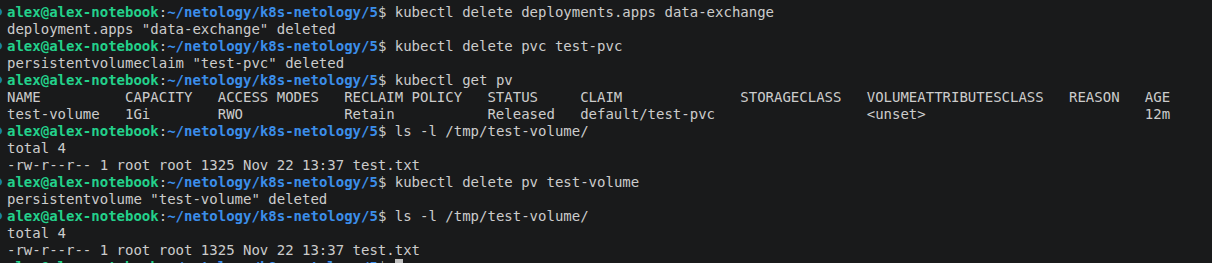 alex@alex-notebook:~/netology/k8s-netology/5$ kubectl delete deployments.apps data-exchange
deployment.apps "data-exchange" deleted
alex@alex-notebook:~/netology/k8s-netology/5$ kubectl delete pvc test-pvc
persistentvolumeclaim "test-pvc" deleted
alex@alex-notebook:~/netology/k8s-netology/5$ kubectl get pv
NAME          CAPACITY   ACCESS MODES   RECLAIM POLICY   STATUS     CLAIM              STORAGECLASS   VOLUMEATTRIBUTESCLASS   REASON   AGE
test-volume   1Gi        RWO            Retain           Released   default/test-pvc                  <unset>                          12m
alex@alex-notebook:~/netology/k8s-netology/5$ ls -l /tmp/test-volume/
total 4
-rw-r--r-- 1 root root 1325 Nov 22 13:37 test.txt
alex@alex-notebook:~/netology/k8s-netology/5$ kubectl delete pv test-volume
persistentvolume "test-volume" deleted
alex@alex-notebook:~/netology/k8s-netology/5$ ls -l /tmp/test-volume/
total 4
-rw-r--r-- 1 root root 1325 Nov 22 13:37 test.txt